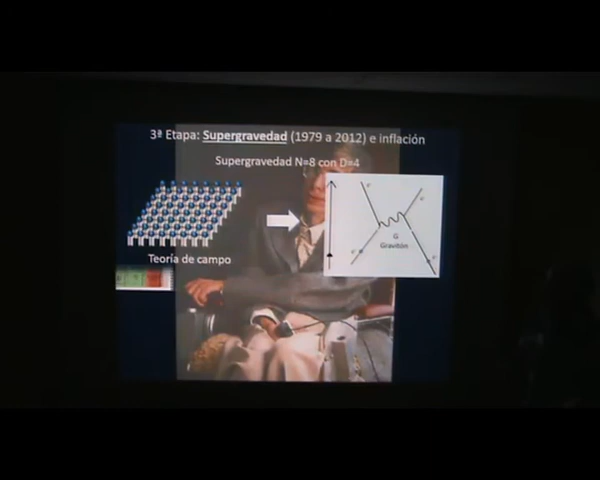 3ª Etapa: Supergravedad (1979 a 2012) e inflación
Supergravedad N=8 con D=4
G
Gravitón
Teoría de campo